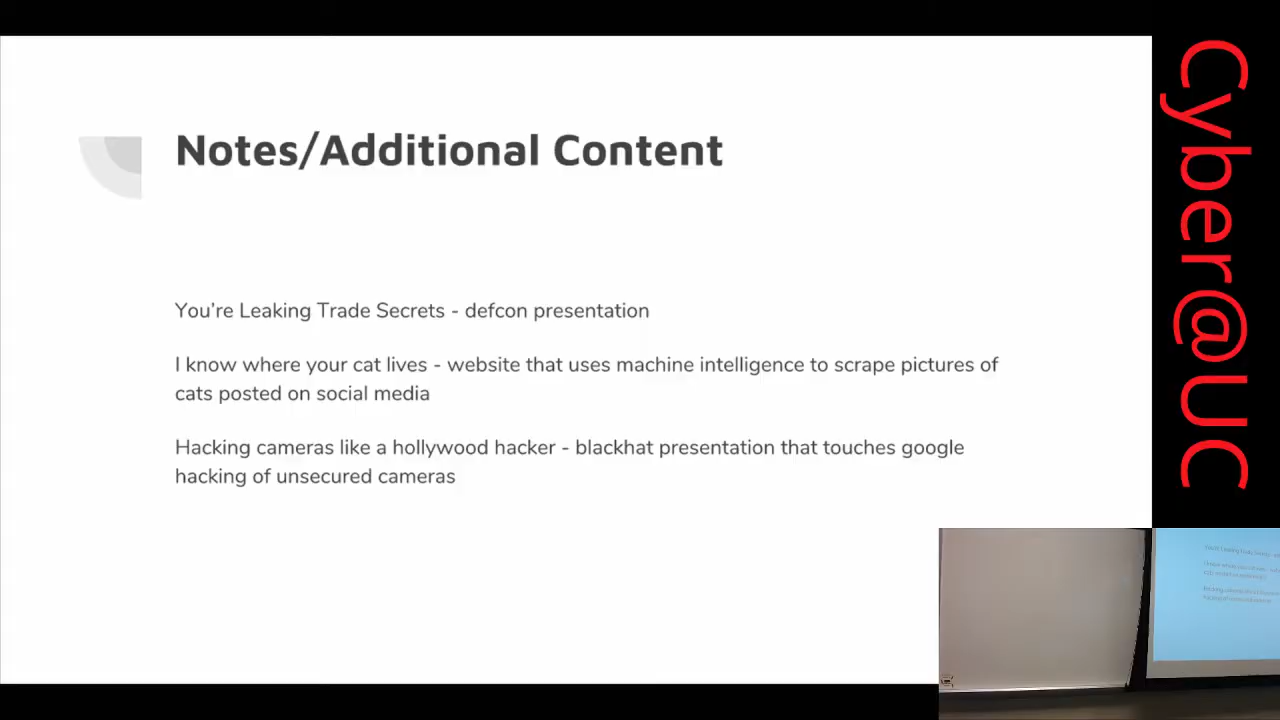 Notes/Additional Content
You're Leaking Trade Secrets - defcon presentation
I know where your cat lives - website that uses machine intelligence to scrape pictures of
cats posted on social media
Hacking cameras like a hollywood hacker - blackhat presentation that touches google
hacking of unsecured cameras
Cyber@UC